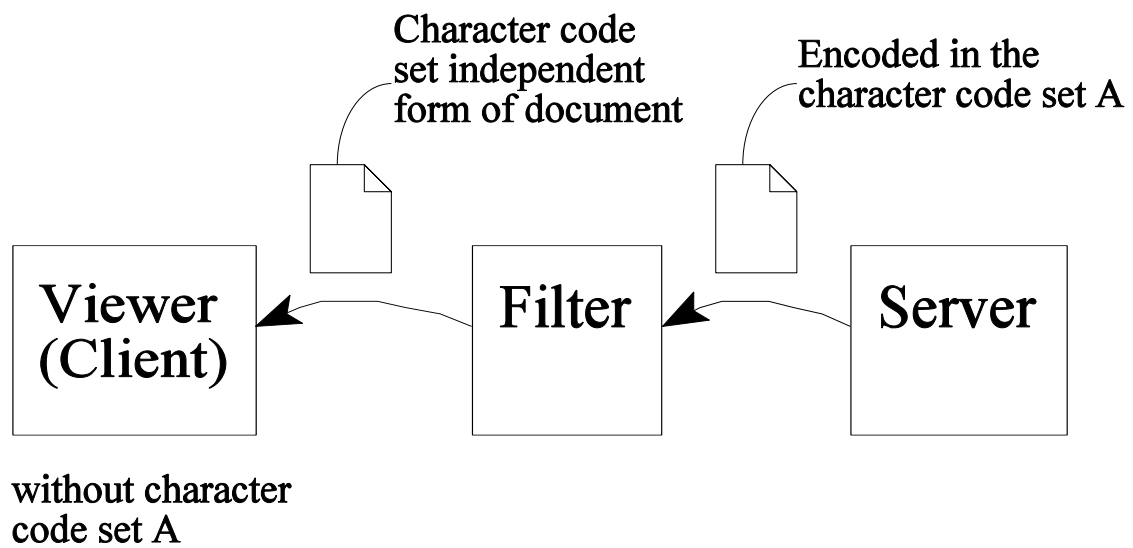 Character code
set independent
form of document
Encoded in the
character code set A
Viewer
(Client)
Filter
Server
without character
code set A